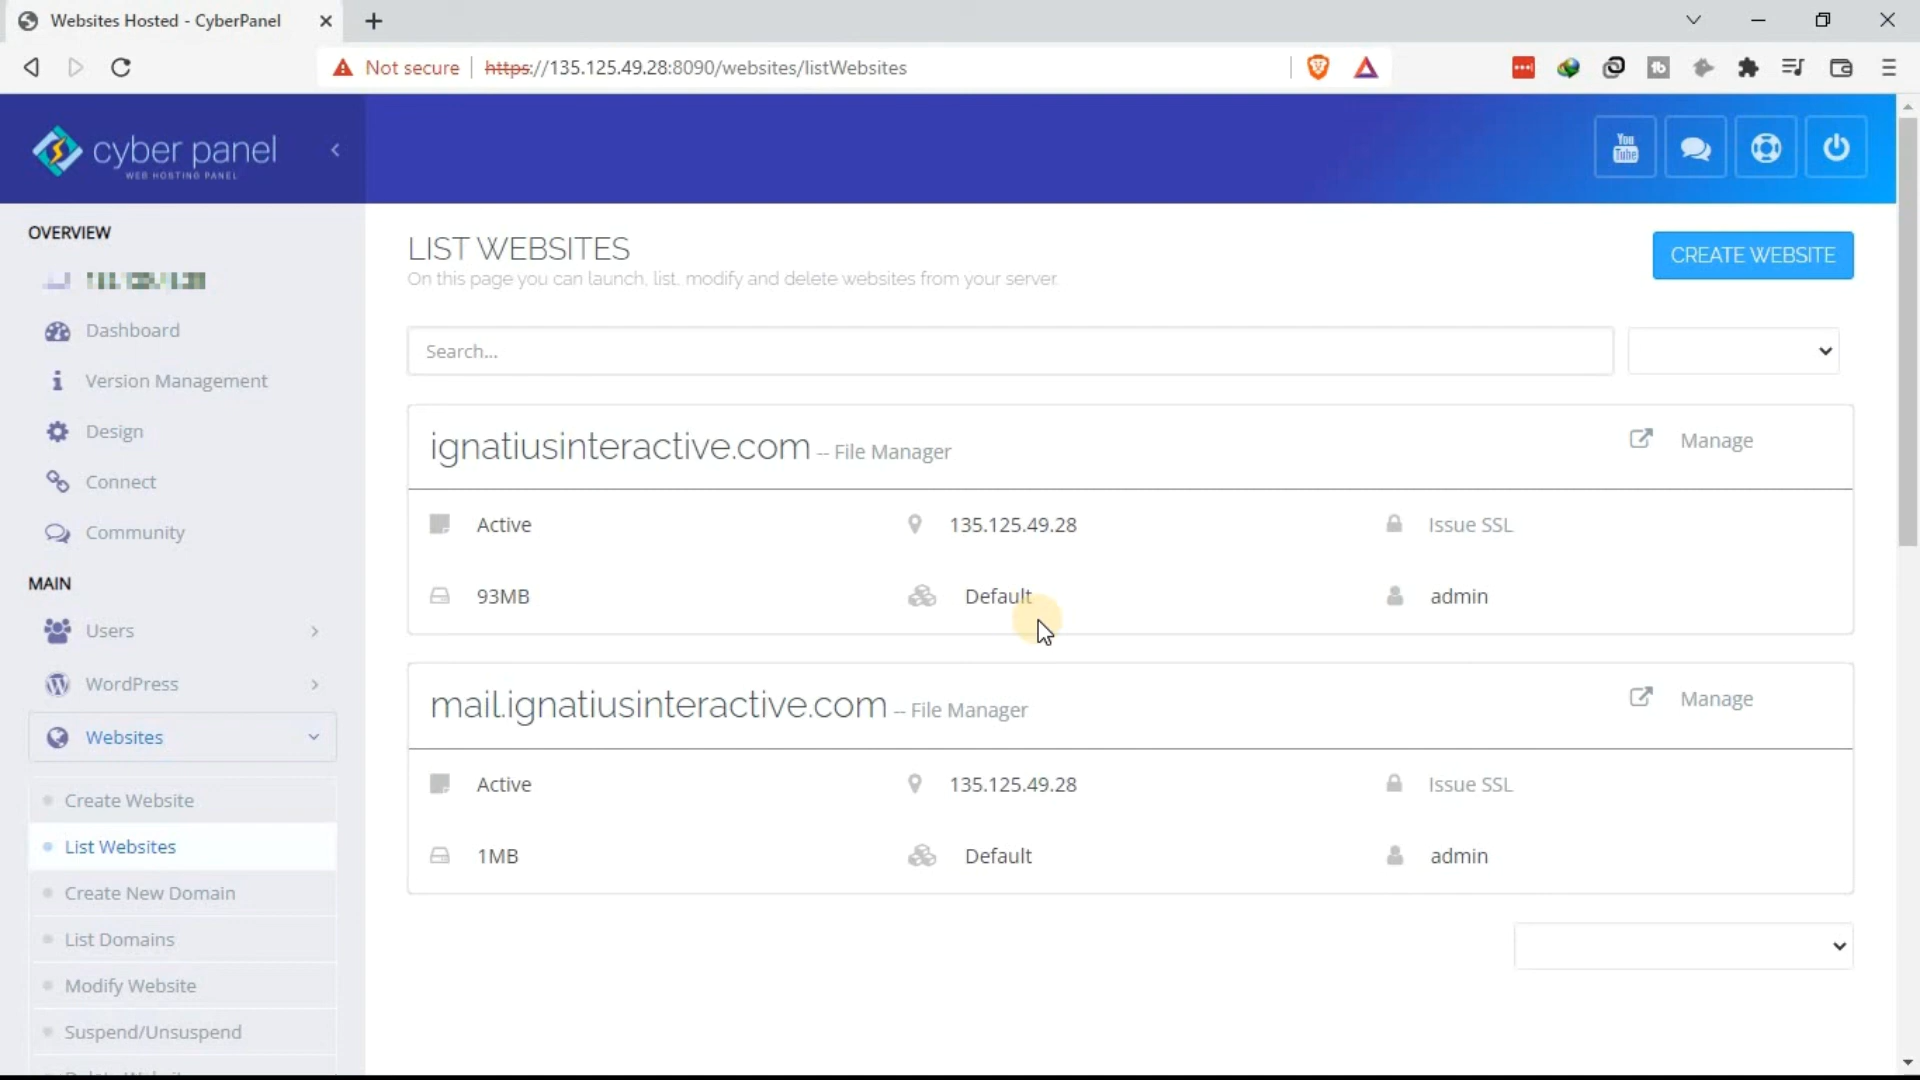 Websites Hosted - CyberPanel
Not secure
https://135.125.49.28:8090/websites/listWebsites
cyber panel
WEB HOSTING PANEL
You
Tube
OVERVIEW
Dashboard
Version Management
Design
Connect
Community
MAIN
Users
WordPress
Websites
Create Website
List Websites
Create New Domain
List Domains
Modify Website
Suspend/Unsuspend
LIST WEBSITES
On this page you can launch, list, modify and delete websites from your server.
CREATE WEBSITE
Search...
ignatiusinteractive.com -- File Manager
Manage
Active
135.125.49.28
Issue SSL
93MB
Default
admin
mail.ignatiusinteractive.com -- File Manager
Manage
Active
135.125.49.28
Issue SSL
1MB
Default
admin